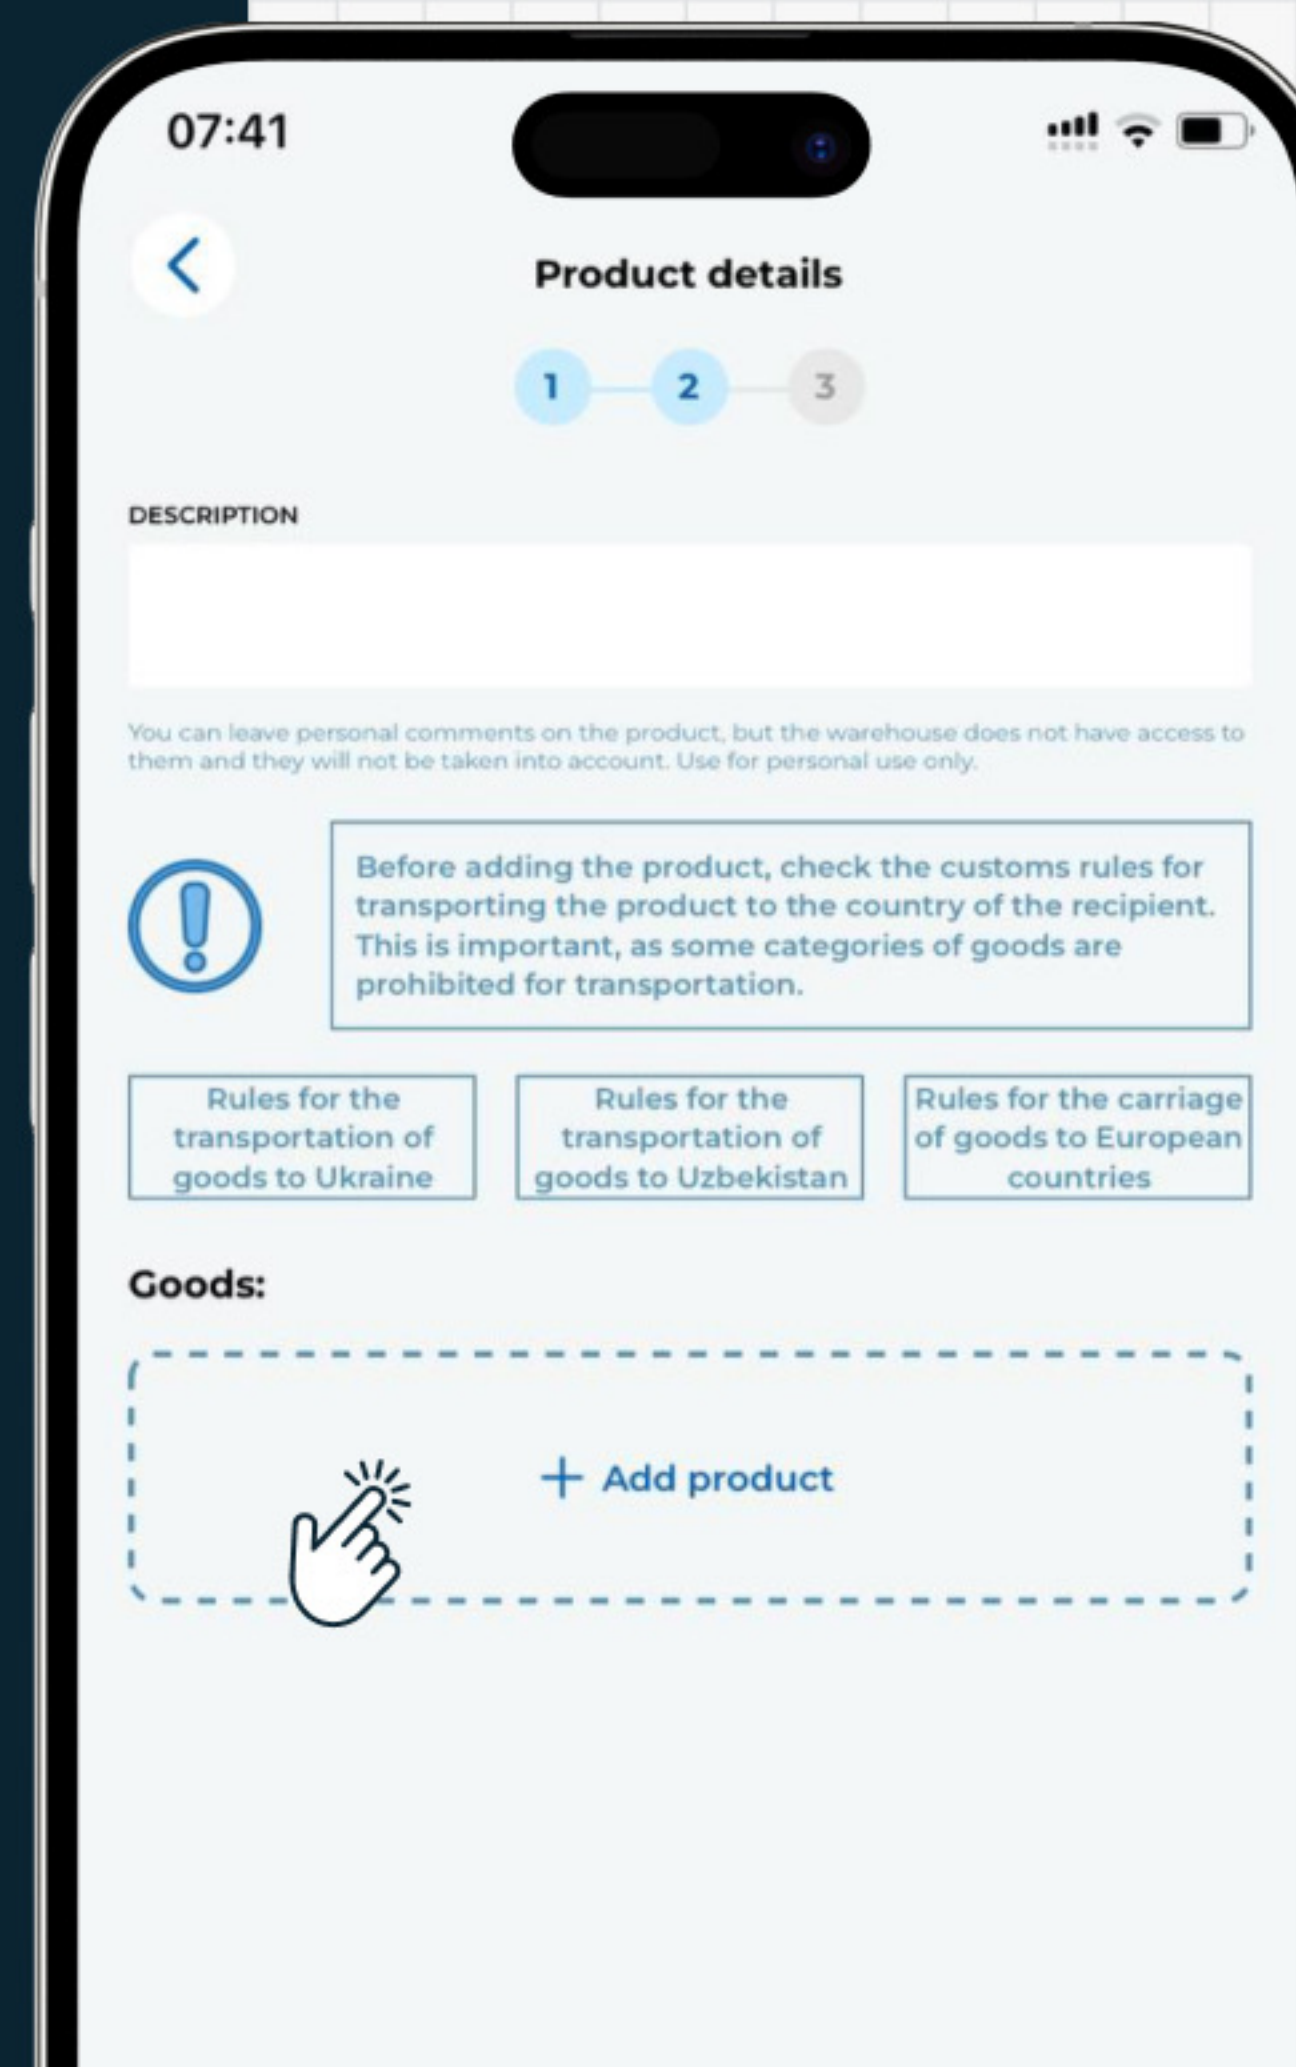 07:41
Product details
1 2 3
DESCRIPTION
You can leave personal comments on the product, but the warehouse does not have access to
them and they will not be taken into account. Use for personal use only.
Before adding the product, check the customs rules for
transporting the product to the country of the recipient.
This is important, as some categories of goods are
prohibited for transportation.
Rules for the
transportation of
goods to Ukraine
Rules for the
transportation of
goods to Uzbekistan
Rules for the carriage
of goods to European
countries
Goods:
+ Add product